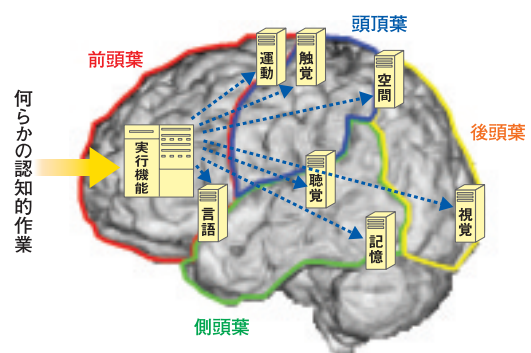 頭頂葉
前頭葉
運動
触覚
空間
後頭葉
何らかの認知的作業
実行機能
聴覚
言語
視覚
記憶
側頭葉